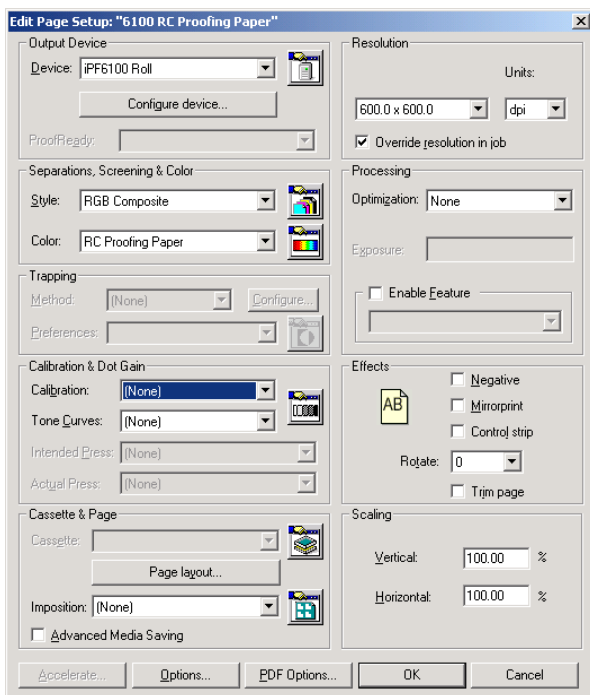 Edit Page Setup: "6100 RC Proofing Paper"
Output Device
Device: iPF6100 Roll
Configure device...
ProofReady:
Separations, Screening & Color
Style: RGB Composite
Color: RC Proofing Paper
Trapping
Method: (None) Configure...
Preferences:
Calibration & Dot Gain
Calibration: (None)
Tone Curves: (None)
Intended Press: (None)
Actual Press: (None)
Cassette & Page
Cassette:
Page layout...
Imposition: (None)
Advanced Media Saving
Resolution
Units:
600.0 x 600.0 dpi
Override resolution in job
Processing
Optimization: None
Exposure:
Enable Feature
Effects
AB
Negative
Mirrorprint
Control strip
Rotate: 0
Trim page
Scaling
Vertical: 100.00 %
Horizontal: 100.00 %
Accelerate... Options... PDF Options... OK Cancel